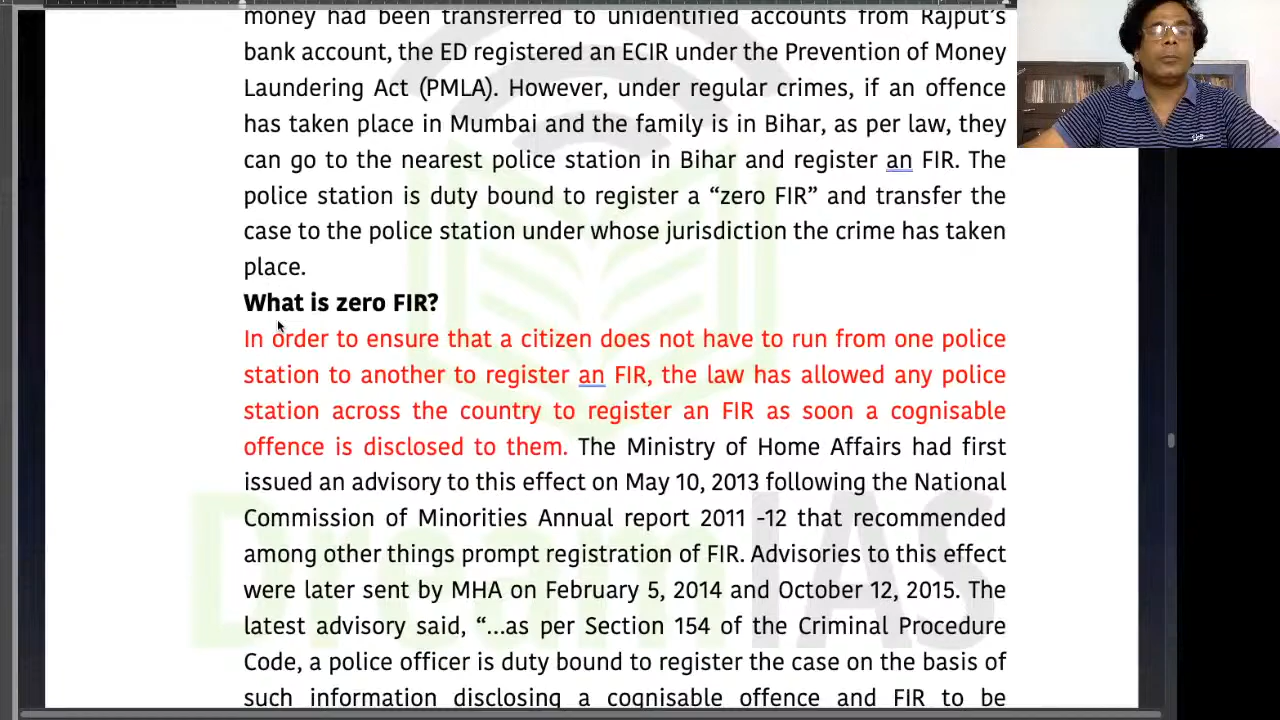 money had been transferred to unidentified accounts from Rajput's
bank account, the ED registered an ECIR under the Prevention of Money
Laundering Act (PMLA). However, under regular crimes, if an offence
has taken place in Mumbai and the family is in Bihar, as per law, they
can go to the nearest police station in Bihar and register an FIR. The
police station is duty bound to register a “zero FIR” and transfer the
case to the police station under whose jurisdiction the crime has taken
place.
What is zero FIR?
In order to ensure that a citizen does not have to run from one police
station to another to register an FIR, the law has allowed any police
station across the country to register an FIR as soon a cognisable
offence is disclosed to them. The Ministry of Home Affairs had first
issued an advisory to this effect on May 10, 2013 following the National
Commission of Minorities Annual report 2011 -12 that recommended
among other things prompt registration of FIR. Advisories to this effect
were later sent by MHA on February 5, 2014 and October 12, 2015. The
latest advisory said, “...as per Section 154 of the Criminal Procedure
Code, a police officer is duty bound to register the case on the basis of
such information disclosing a cognisable offence and FIR to be
DreamIAS